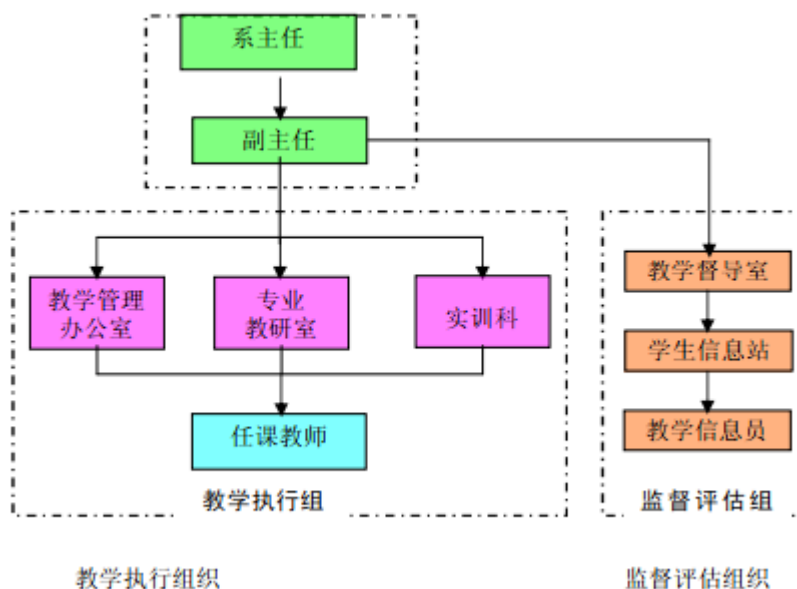 系主任
副主任
教学管理
办公室
专业
教研室
实训科
任课教师
教学执行组
教学督导室
学生信息站
教学信息员
监督评估组
教学执行组织
监督评估组织